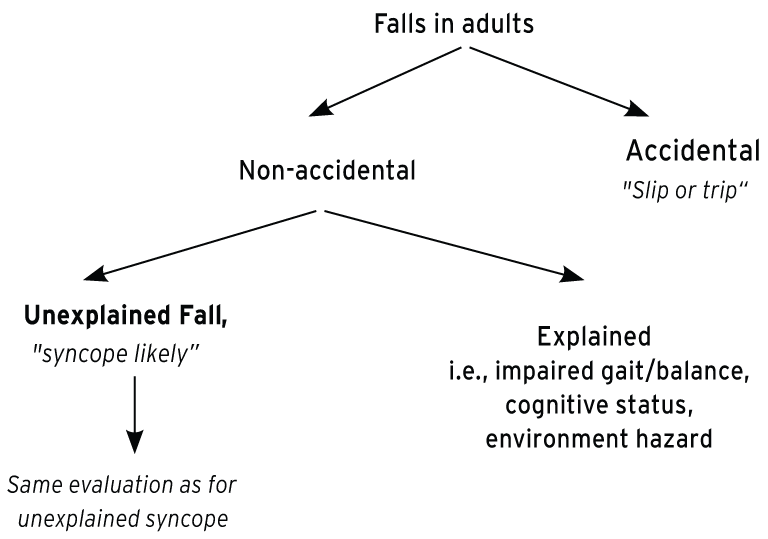 Falls in adults
Non-accidental
Accidental
"Slip or trip“
Unexplained Fall,
"syncope likely”
Explained
i.e., impaired gait/balance,
cognitive status,
environment hazard
Same evaluation as for
unexplained syncope